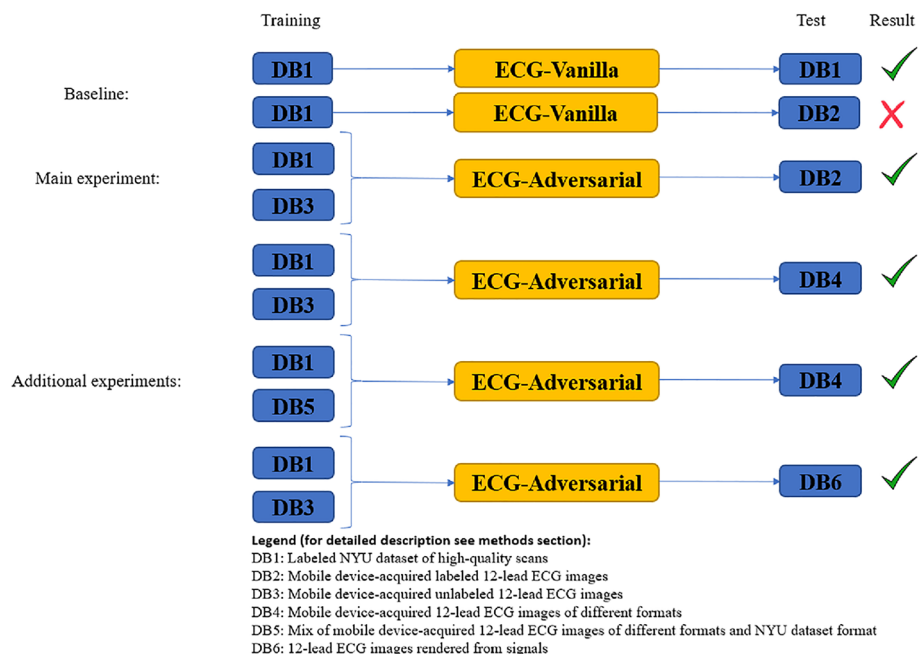 Training Test Result
DB1 ECG-Vanilla DB1
Baseline:
DB1 ECG-Vanilla DB2
DB1
Main experiment: ECG-Adversarial DB2
DB3
DB1
ECG-Adversarial DB4
DB3
DB1
Additional experiments: ECG-Adversarial DB4
DB5
DB1
ECG-Adversarial DB6
DB3
Legend (for detailed description see methods section):
DB1: Labeled NYU dataset of high-quality scans
DB2: Mobile device-acquired labeled 12-lead ECG images
DB3: Mobile device-acquired unlabeled 12-lead ECG images
DB4: Mobile device-acquired 12-lead ECG images of different formats
DB5: Mix of mobile device-acquired 12-lead ECG images of different formats and NYU dataset format
DB6: 12-lead ECG images rendered from signals